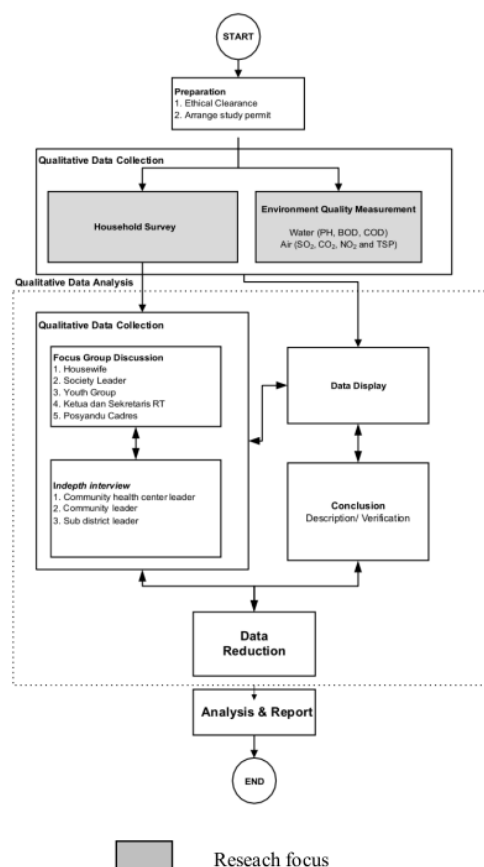 START
Preparation
1. Ethical Clearance
2. Arrange study permit
Qualitative Data Collection
Household Survey
Environment Quality Measurement
Water (PH, BOD, COD)
Air (SO₂, CO₂, NO₂ and TSP)
Qualitative Data Analysis
Qualitative Data Collection
Focus Group Discussion
1. Housewife
2. Society Leader
3. Youth Group
4. Ketua dan Sekretaris RT
5. Posyandu Cadres
Indepth interview
1. Community health center leader
2. Community leader
3. Sub district leader
Data Display
Conclusion
Description/ Verification
Data
Reduction
Analysis & Report
END
Reseach focus